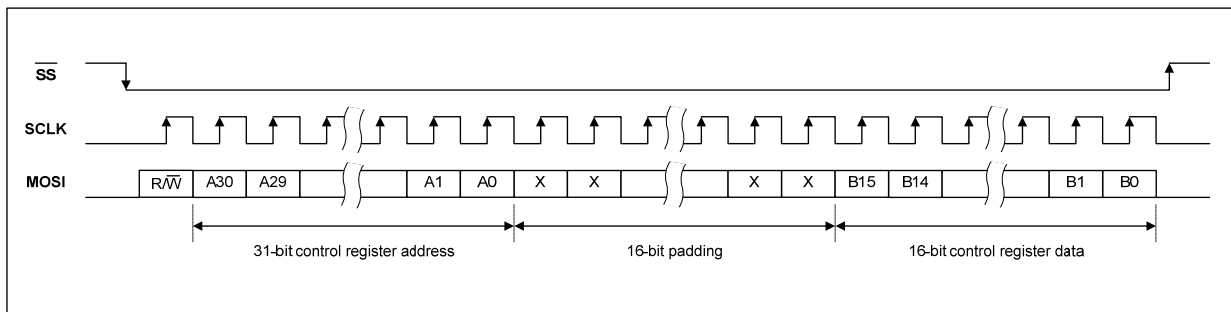 S̅S̅
SCLK
MOSI R/W̅ A30 A29 A1 A0 X X X X B15 B14 B1 B0
31-bit control register address 16-bit padding 16-bit control register data